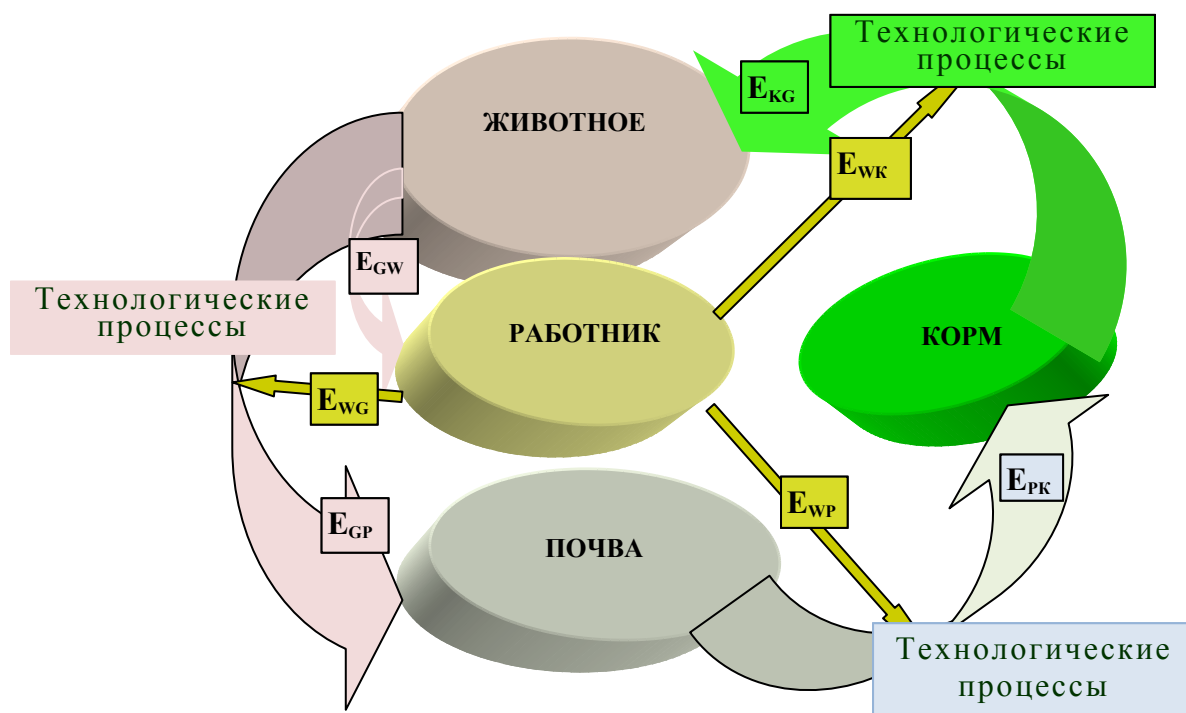 Технологические
процессы
E_KG
ЖИВОТНОЕ
E_WK
E_GW
Технологические
процессы
РАБОТНИК
КОРМ
E_WG
E_PK
E_WP
E_GP
ПОЧВА
Технологические
процессы